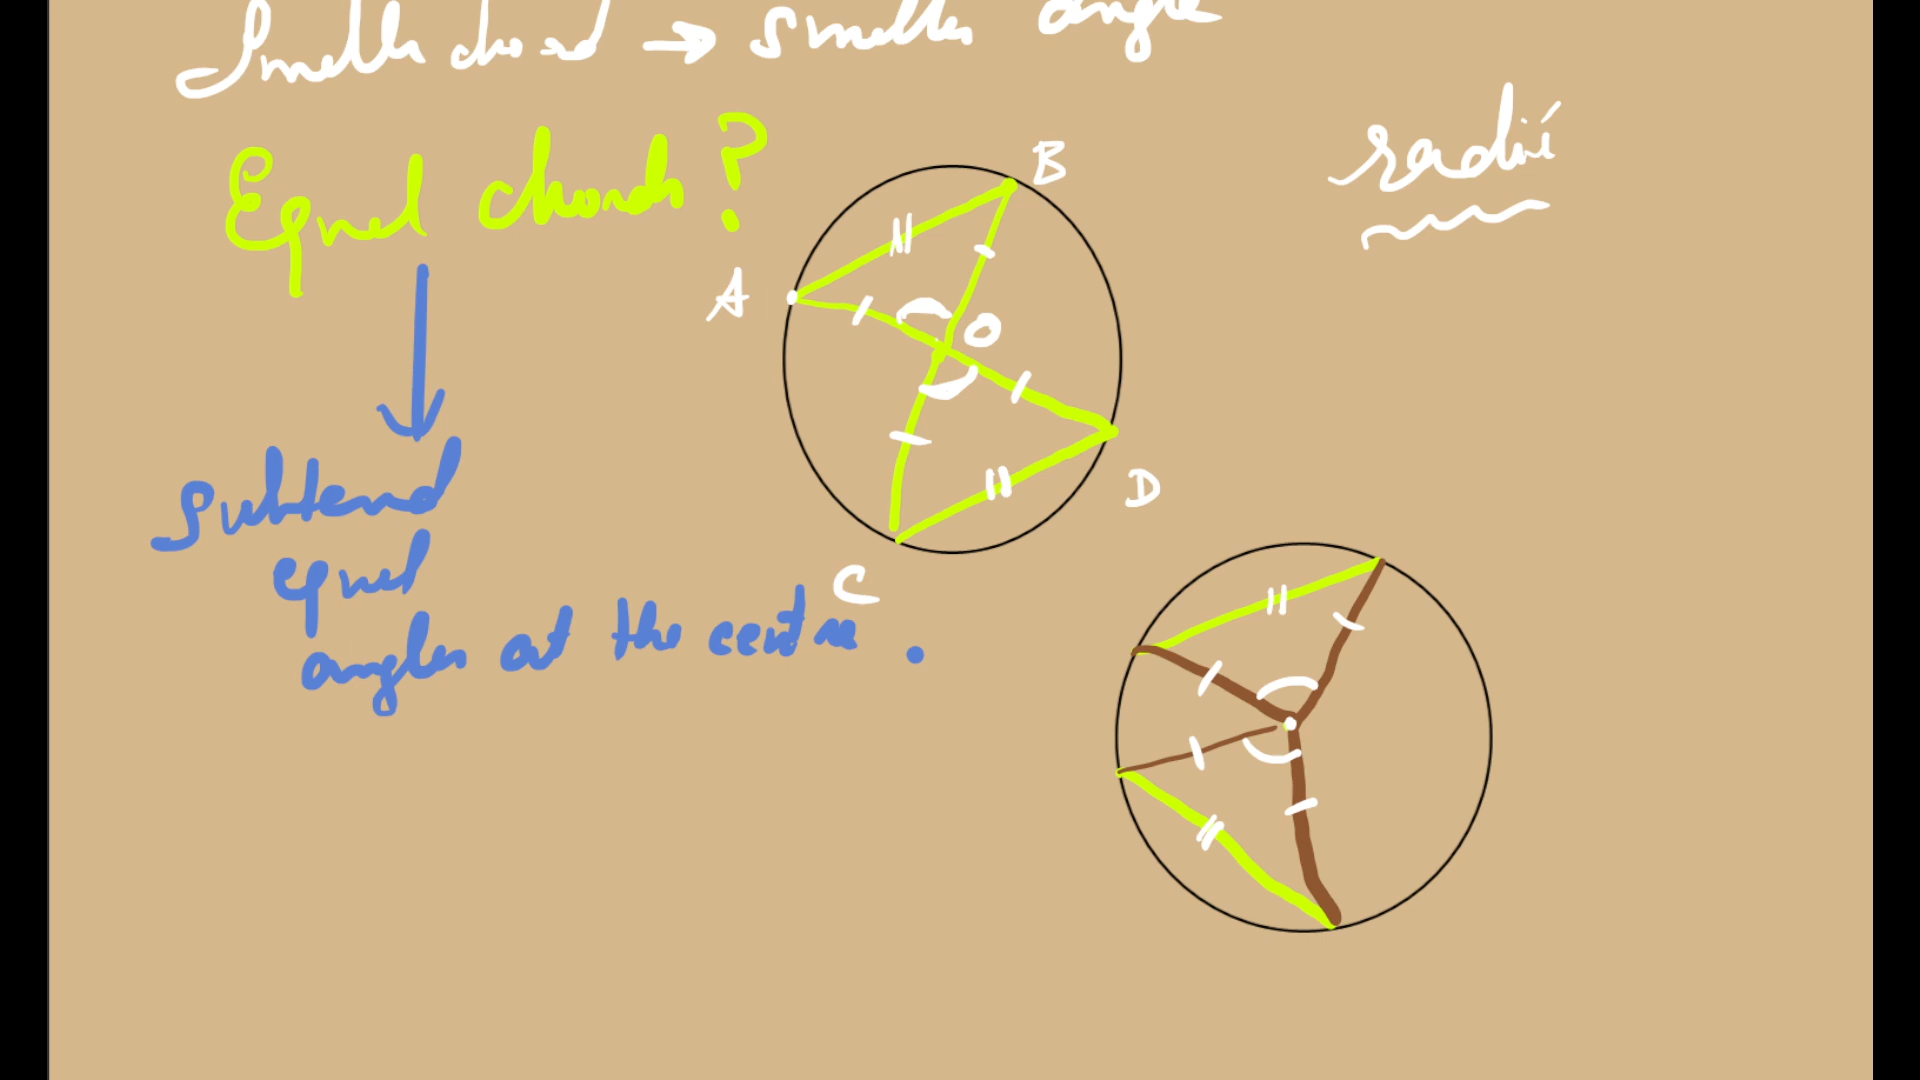 Smaller chord → smaller angle
Equal chords?
radii
B
A
O
D
C
Subtend
equal
angles at the centre.